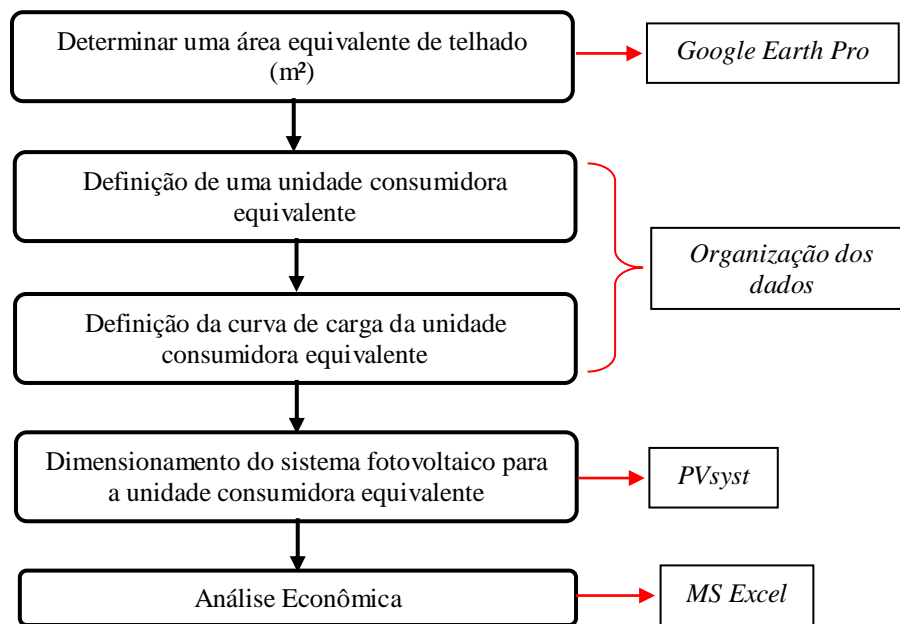 Determinar uma área equivalente de telhado
(m²)
Google Earth Pro
Definição de uma unidade consumidora
equivalente
Organização dos
dados
Definição da curva de carga da unidade
consumidora equivalente
Dimensionamento do sistema fotovoltaico para
a unidade consumidora equivalente
PVsyst
Análise Econômica
MS Excel